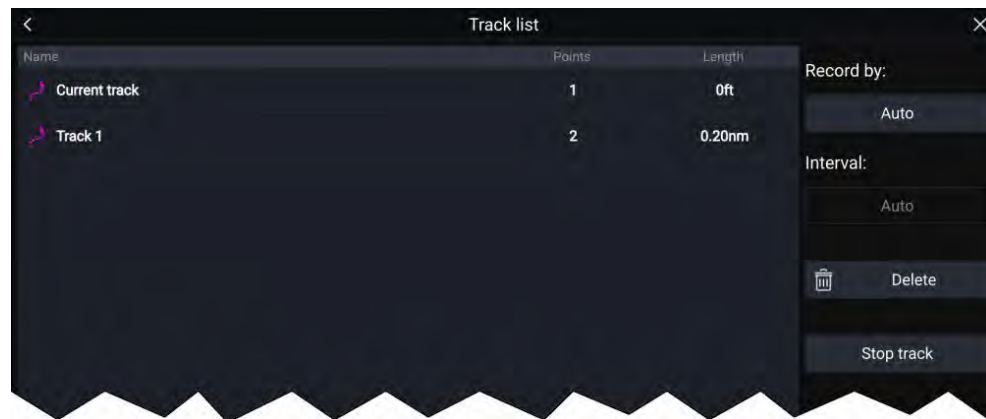 Track list
Name Points Length
Current track 1 0ft
Track 1 2 0.20nm
Record by:
Auto
Interval:
Auto
Delete
Stop track